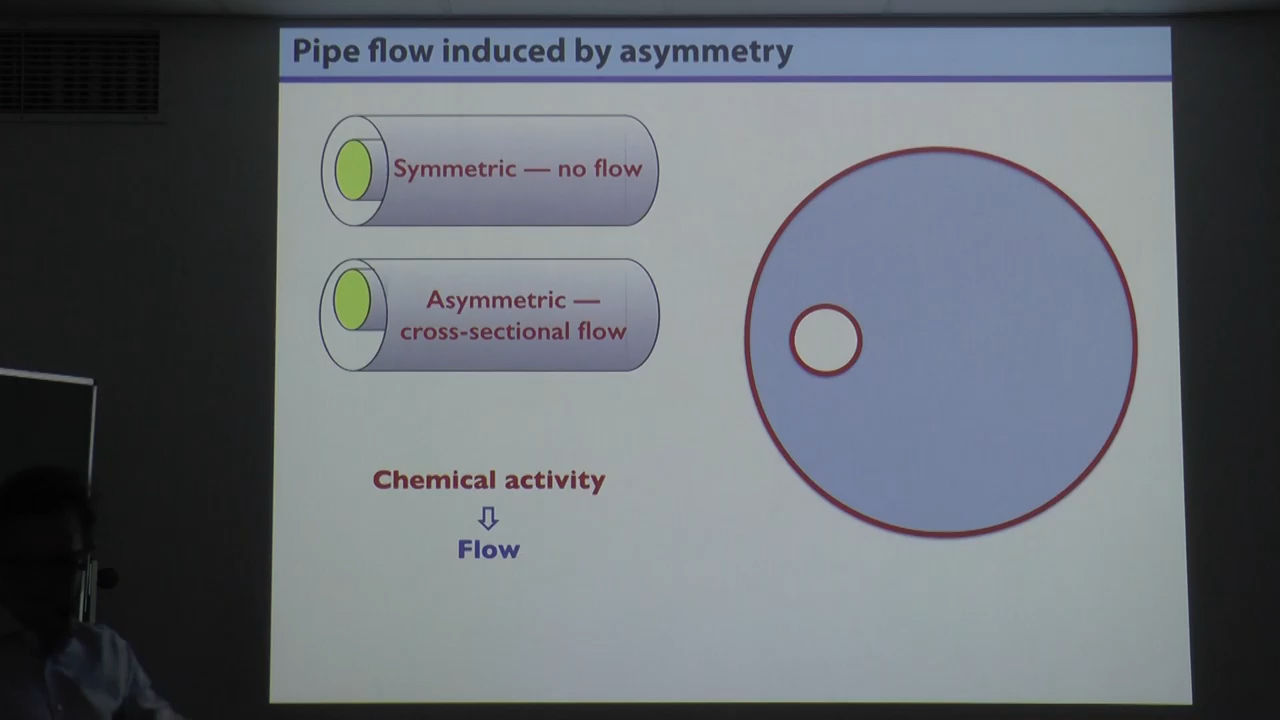 Pipe flow induced by asymmetry
Symmetric — no flow
Asymmetric —
cross-sectional flow
Chemical activity
Flow